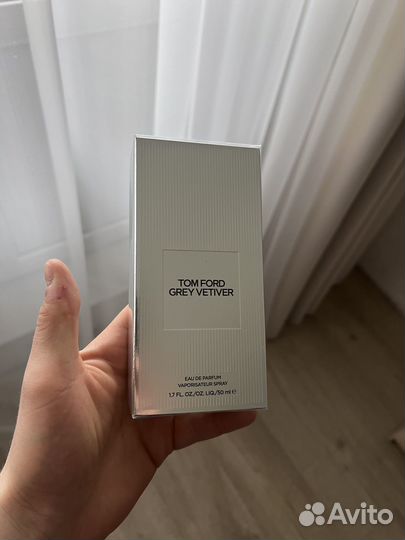 TOM FORD
GREY VETIVER
EAU DE PARFUM
VAPORISATEUR SPRAY
1.7 FL. OZ./OZ. LIQ./50 ml ℮
Avito